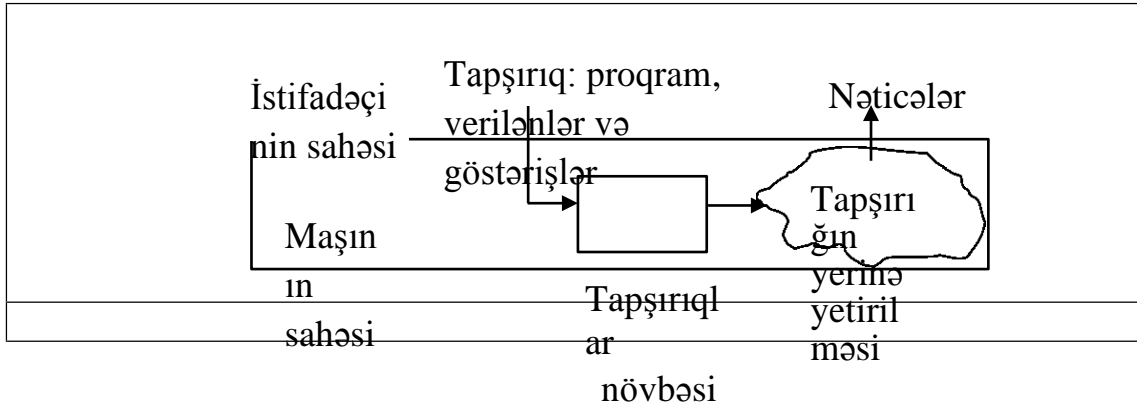 İstifadəçi
nin sahəsi
Tapşırıq: proqram,
verilənlər və
göstərişlər
Nəticələr
Maşın
ın
sahəsi
Tapşırıql
ar
növbəsi
Tapşırı
ğın
yerinə
yetiril
məsi